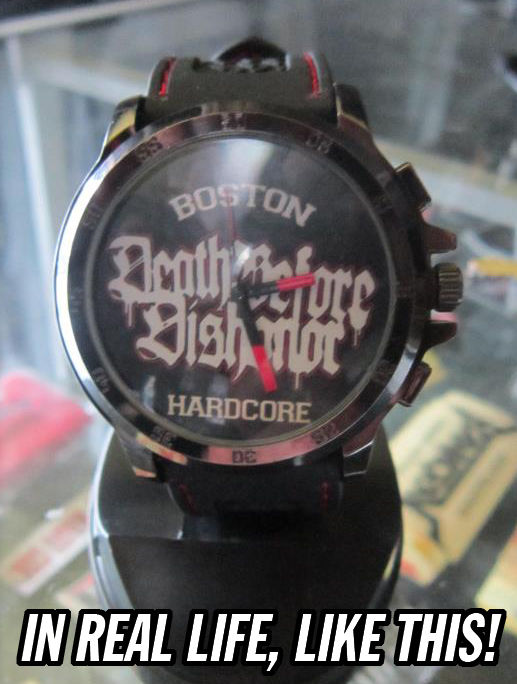 BOSTON
Death Before
Dishonor
HARDCORE
IN REAL LIFE, LIKE THIS!